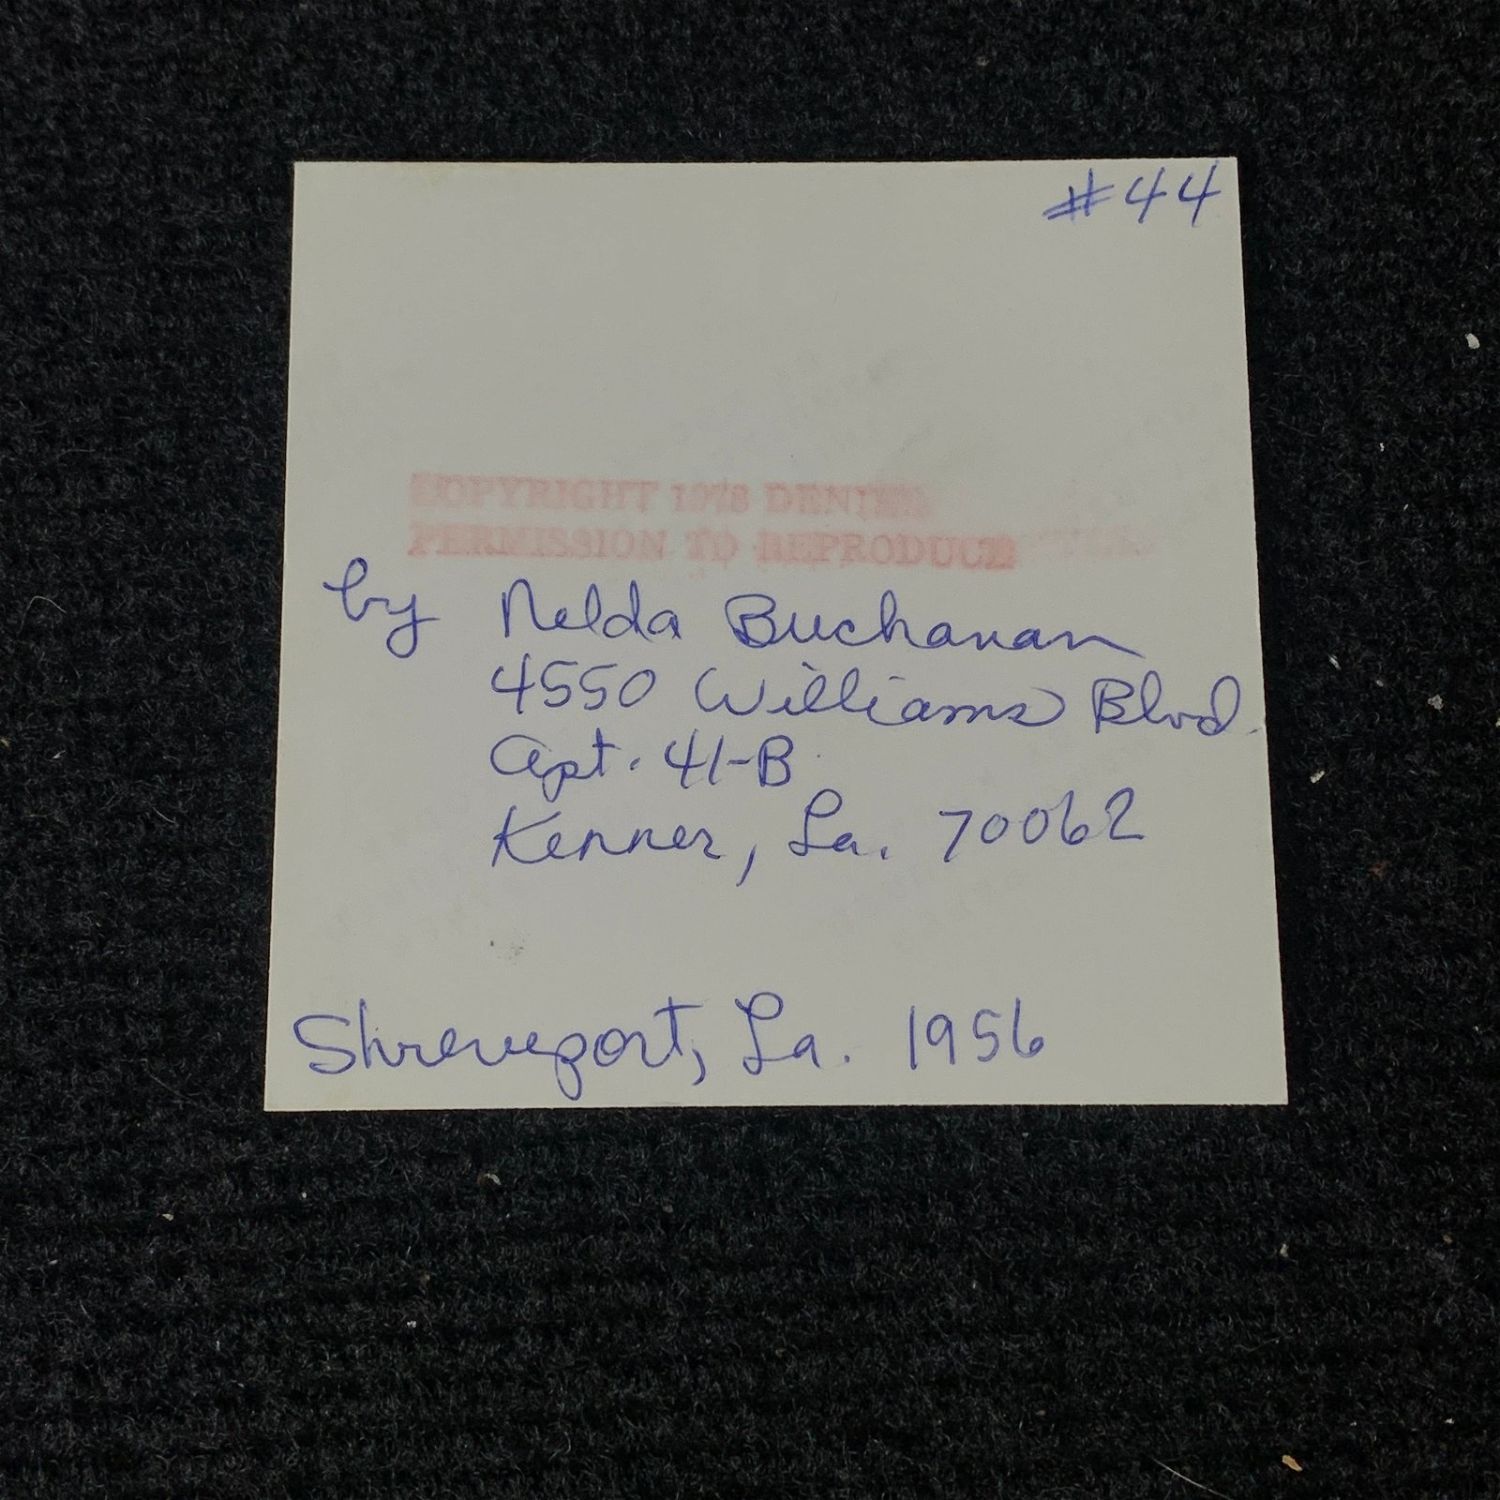 #44
COPYRIGHT 1978 DENIED
PERMISSION TO REPRODUCE
by Nelda Buchanan
4550 Williams Blvd.
Apt. 41-B
Kenner, La. 70062
Shreveport, La. 1956